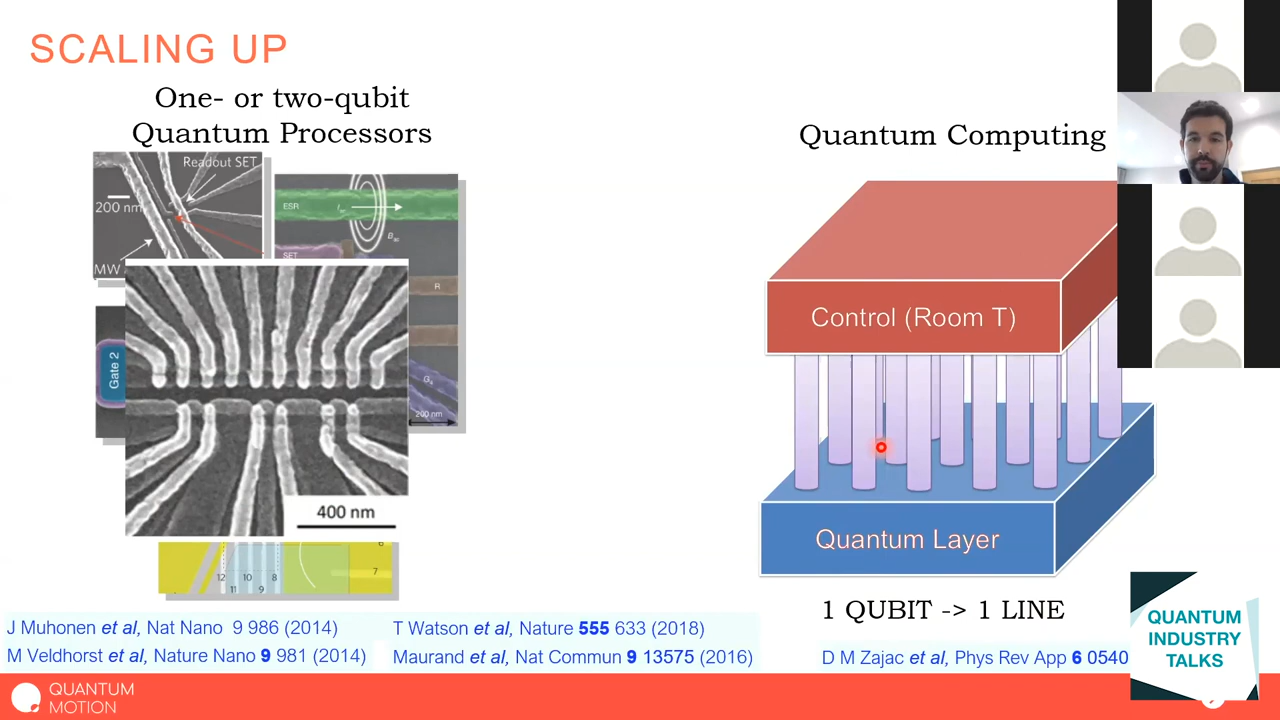 SCALING UP
One- or two-qubit
Quantum Processors
Readout SET
200 nm
MW
ESR
SET
R
Gate 2
200 nm
400 nm
12
11
10
9
8
7
Quantum Computing
Control (Room T)
Quantum Layer
1 QUBIT -> 1 LINE
J Muhonen et al, Nat Nano 9 986 (2014)
T Watson et al, Nature 555 633 (2018)
M Veldhorst et al, Nature Nano 9 981 (2014)
Maurand et al, Nat Commun 9 13575 (2016)
D M Zajac et al, Phys Rev App 6 0540
QUANTUM
INDUSTRY
TALKS
QUANTUM
MOTION